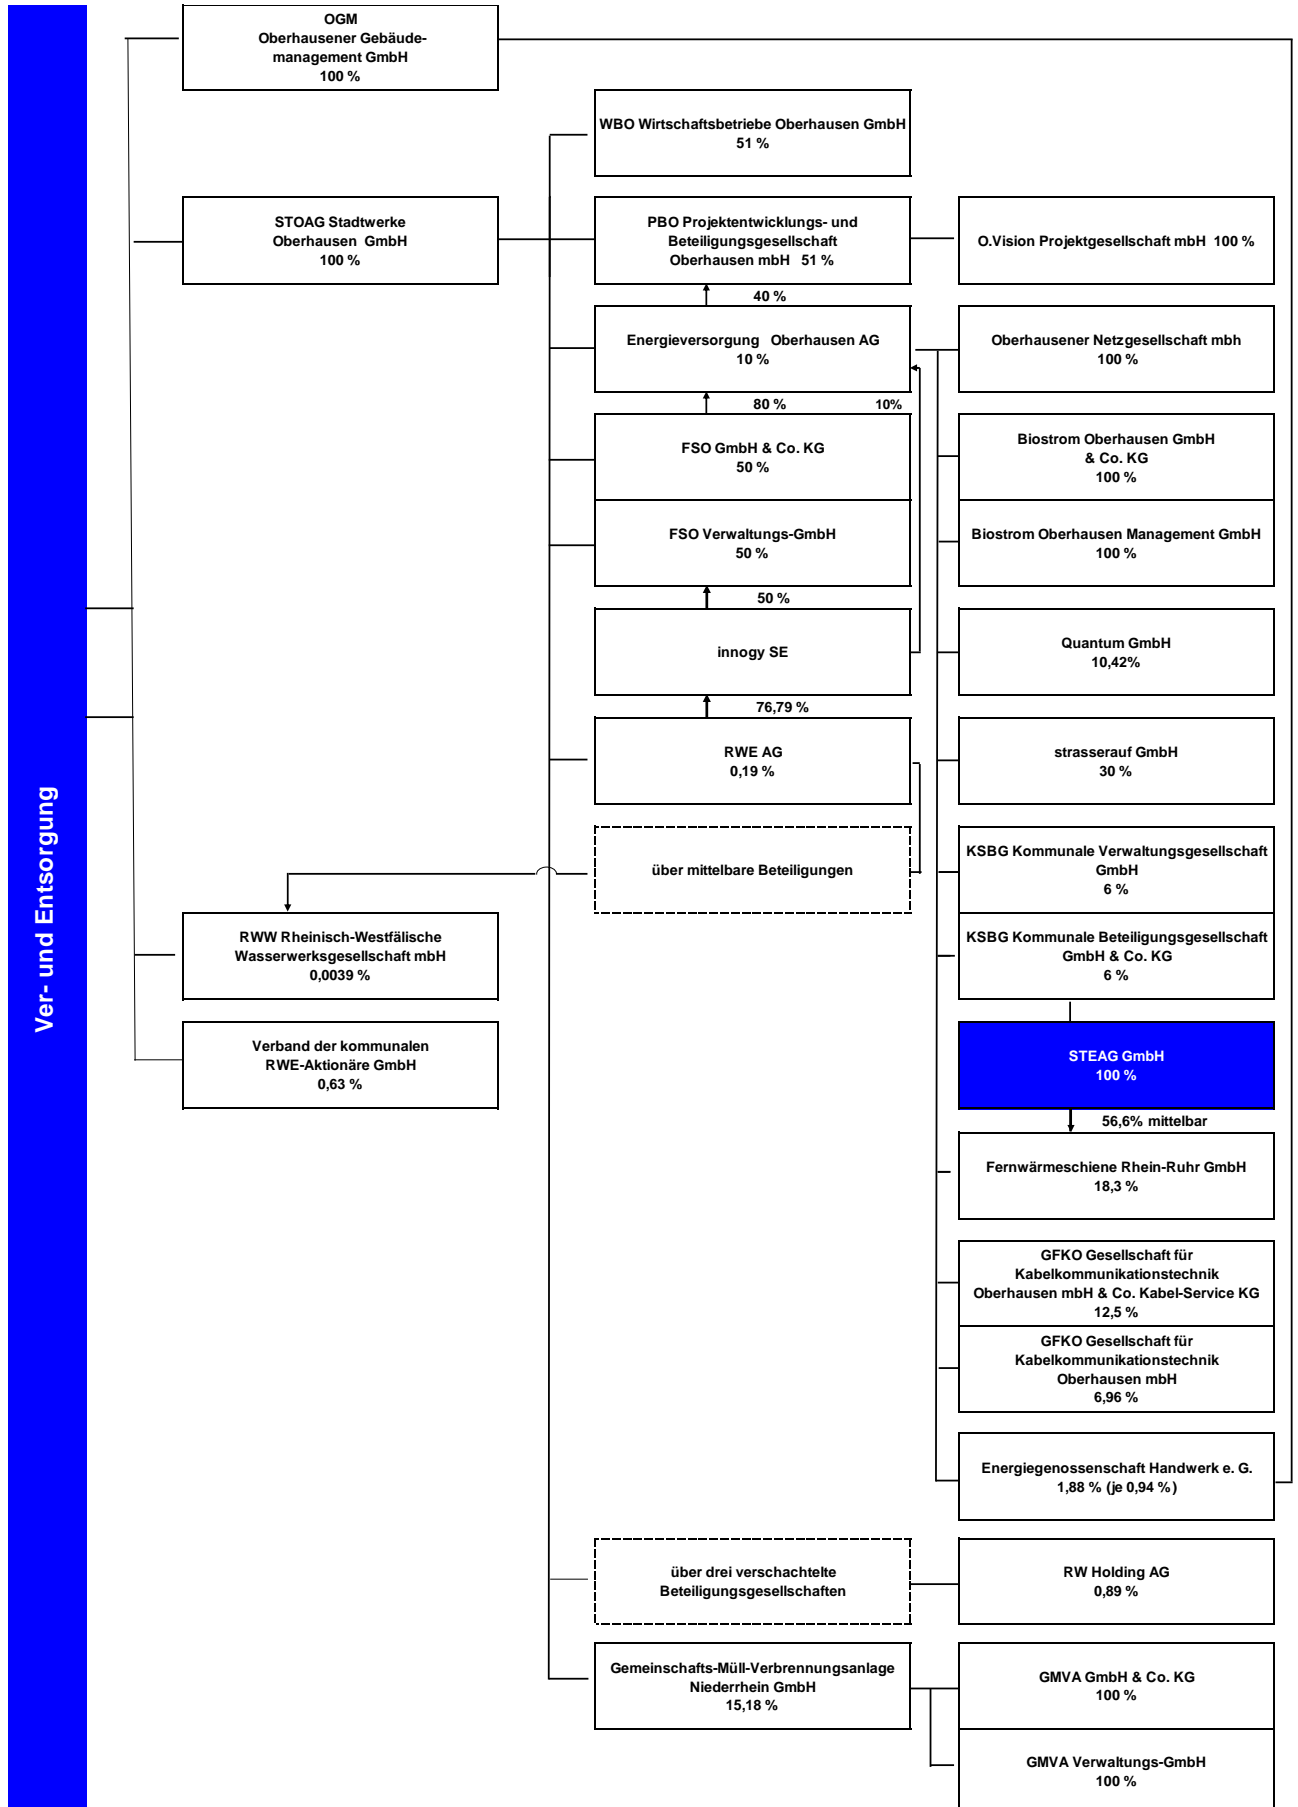 Ver- und Entsorgung
OGM
Oberhausener Gebäude-
management GmbH
100 %
WBO Wirtschaftsbetriebe Oberhausen GmbH
51 %
STOAG Stadtwerke
Oberhausen GmbH
100 %
PBO Projektentwicklungs- und
Beteiligungsgesellschaft
Oberhausen mbH 51 %
O.Vision Projektgesellschaft mbH 100 %
40 %
Energieversorgung Oberhausen AG
10 %
Oberhausener Netzgesellschaft mbh
100 %
80 %
10%
FSO GmbH & Co. KG
50 %
Biostrom Oberhausen GmbH
& Co. KG
100 %
FSO Verwaltungs-GmbH
50 %
Biostrom Oberhausen Management GmbH
100 %
50 %
innogy SE
Quantum GmbH
10,42%
76,79 %
RWE AG
0,19 %
strasserauf GmbH
30 %
über mittelbare Beteiligungen
KSBG Kommunale Verwaltungsgesellschaft
GmbH
6 %
RWW Rheinisch-Westfälische
Wasserwerksgesellschaft mbH
0,0039 %
KSBG Kommunale Beteiligungsgesellschaft
GmbH & Co. KG
6 %
Verband der kommunalen
RWE-Aktionäre GmbH
0,63 %
STEAG GmbH
100 %
56,6% mittelbar
Fernwärmeschiene Rhein-Ruhr GmbH
18,3 %
GFKO Gesellschaft für
Kabelkommunikationstechnik
Oberhausen mbH & Co. Kabel-Service KG
12,5 %
GFKO Gesellschaft für
Kabelkommunikationstechnik
Oberhausen mbH
6,96 %
Energiegenossenschaft Handwerk e. G.
1,88 % (je 0,94 %)
über drei verschachtelte
Beteiligungsgesellschaften
RW Holding AG
0,89 %
Gemeinschafts-Müll-Verbrennungsanlage
Niederrhein GmbH
15,18 %
GMVA GmbH & Co. KG
100 %
GMVA Verwaltungs-GmbH
100 %